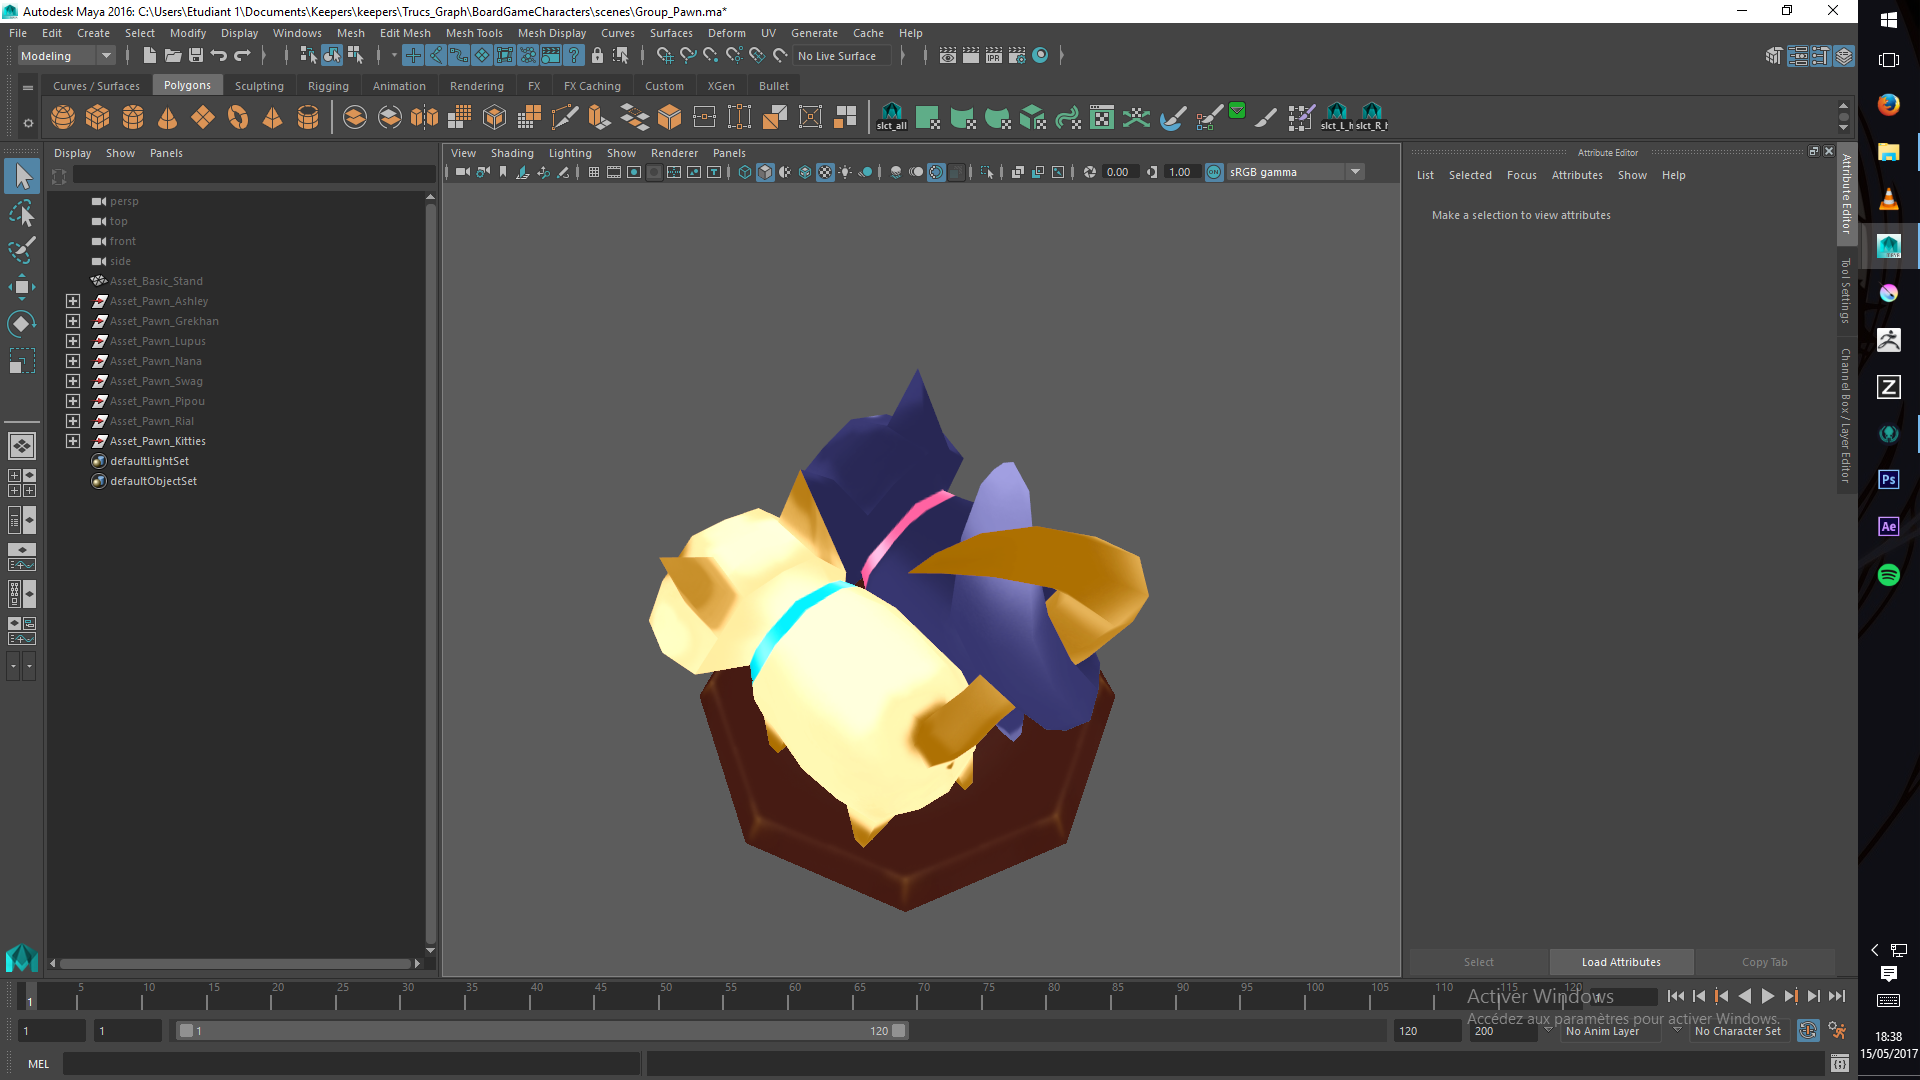 Autodesk Maya 2016: C:\Users\Etudiant 1\Documents\Keepers\keepers\Trucs_Graph\BoardGameCharacters\scenes\Group_Pawn.ma*
File Edit Create Select Modify Display Windows Mesh Edit Mesh Mesh Tools Mesh Display Curves Surfaces Deform UV Generate Cache Help
Modeling No Live Surface IPR
Curves / Surfaces Polygons Sculpting Rigging Animation Rendering FX FX Caching Custom XGen Bullet
slct_all slct_L_h slct_R_h
Display Show Panels
View Shading Lighting Show Renderer Panels
0.00 1.00 ON sRGB gamma
Attribute Editor
List Selected Focus Attributes Show Help
Make a selection to view attributes
Attribute Editor
Tool Settings
Channel Box / Layer Editor
persp
top
front
side
Asset_Basic_Stand
Asset_Pawn_Ashley
Asset_Pawn_Grekhan
Asset_Pawn_Lupus
Asset_Pawn_Nana
Asset_Pawn_Swag
Asset_Pawn_Pipou
Asset_Pawn_Rial
Asset_Pawn_Kitties
defaultLightSet
defaultObjectSet
Ps
Ae
Select Load Attributes Copy Tab
1 5 10 15 20 25 30 35 40 45 50 55 60 65 70 75 80 85 90 95 100 105 110 115 120 1
Activer Windows
Accédez aux paramètres pour activer Windows.
1 1 1 120 120 200 No Anim Layer No Character Set
MEL
18:38
15/05/2017